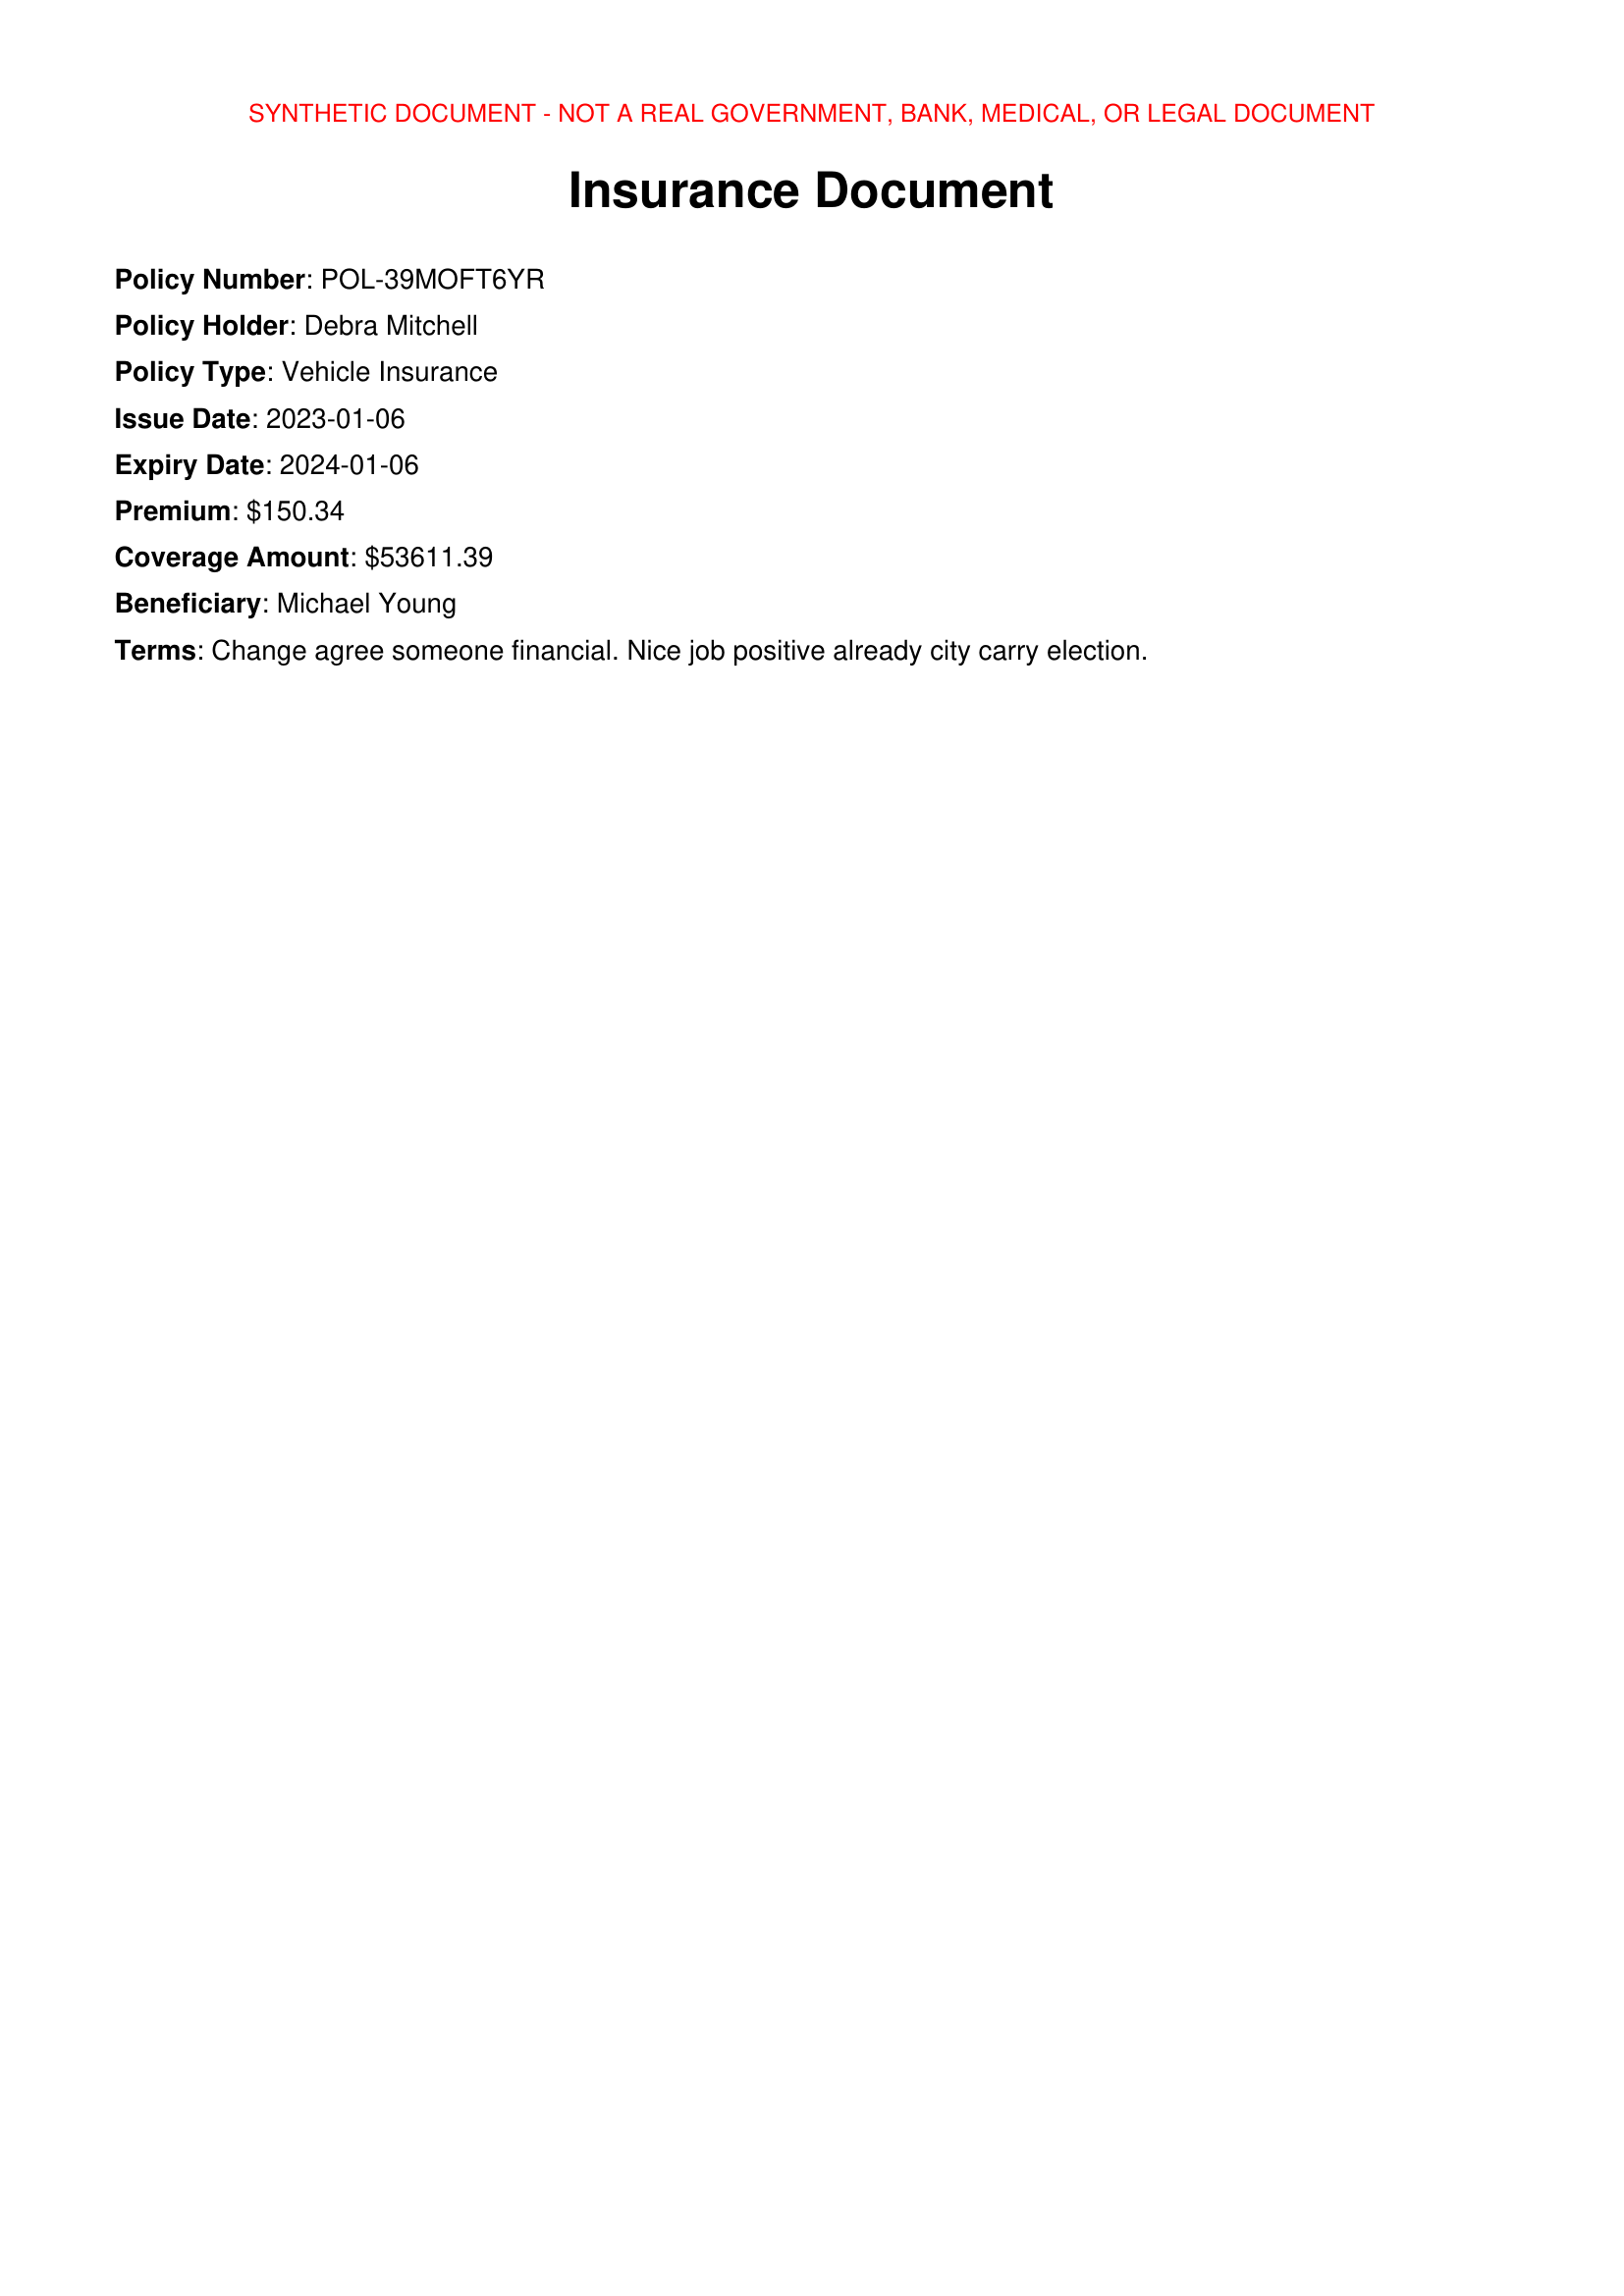 SYNTHETIC DOCUMENT - NOT A REAL GOVERNMENT, BANK, MEDICAL, OR LEGAL DOCUMENT
Insurance Document
Policy Number: POL-39MOFT6YR
Policy Holder: Debra Mitchell
Policy Type: Vehicle Insurance
Issue Date: 2023-01-06
Expiry Date: 2024-01-06
Premium: $150.34
Coverage Amount: $53611.39
Beneficiary: Michael Young
Terms: Change agree someone financial. Nice job positive already city carry election.